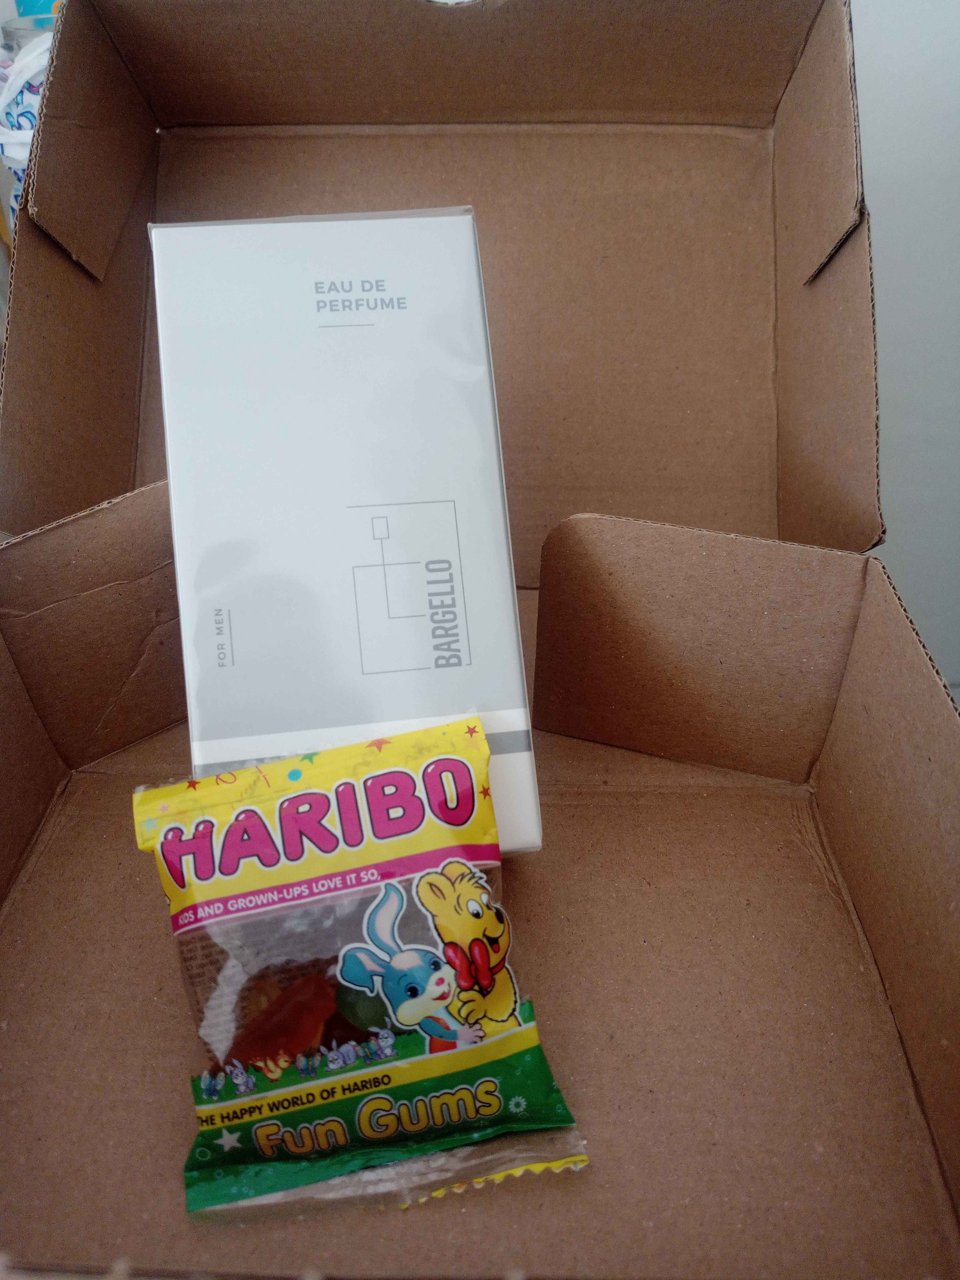 EAU DE
PERFUME
FOR MEN
BARGELLO
HARIBO
KIDS AND GROWN-UPS LOVE IT SO,
THE HAPPY WORLD OF HARIBO
Fun Gums